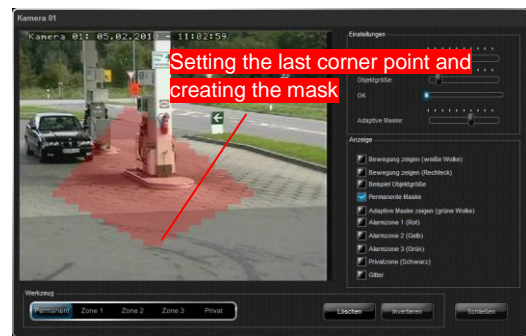 Kamera 01
Kamera 01: 05.02.2010 - 11:02:59
Setting the last corner point and
creating the mask
Einstellungen
Objektgröße:
OK
Adaptive Maske:
Anzeige
Bewegung zeigen (weiße Wolke)
Bewegung zeigen (Rechteck)
Beispiel Objektgröße
Permanente Maske
Adaptive Maske zeigen (grüne Wolke)
Alarmzone 1 (Rot)
Alarmzone 2 (Gelb)
Alarmzone 3 (Grün)
Privatzone (Schwarz)
Gitter
Werkzeug
Permanent Zone 1 Zone 2 Zone 3 Privat
Löschen Invertieren Schließen